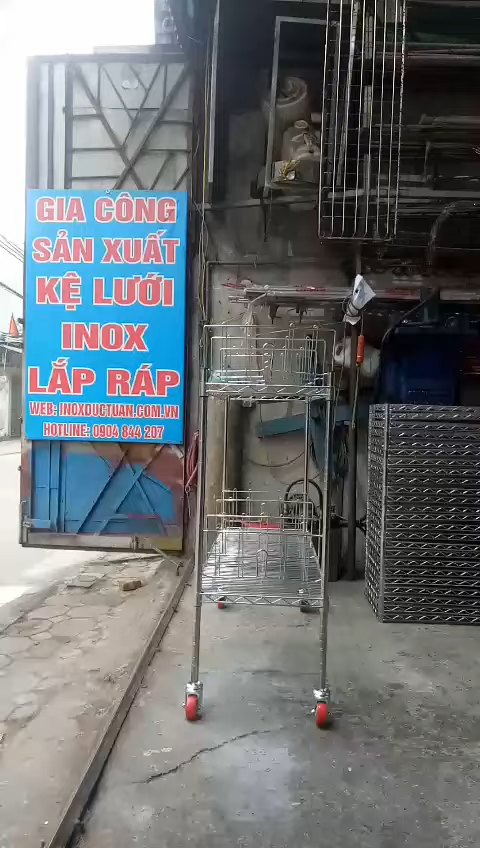 GIA CÔNG
SẢN XUẤT
KỆ LƯỚI
INOX
LẮP RÁP
WEB: INOXDUCTUAN.COM.VN
HOTLINE: 0904 844 207